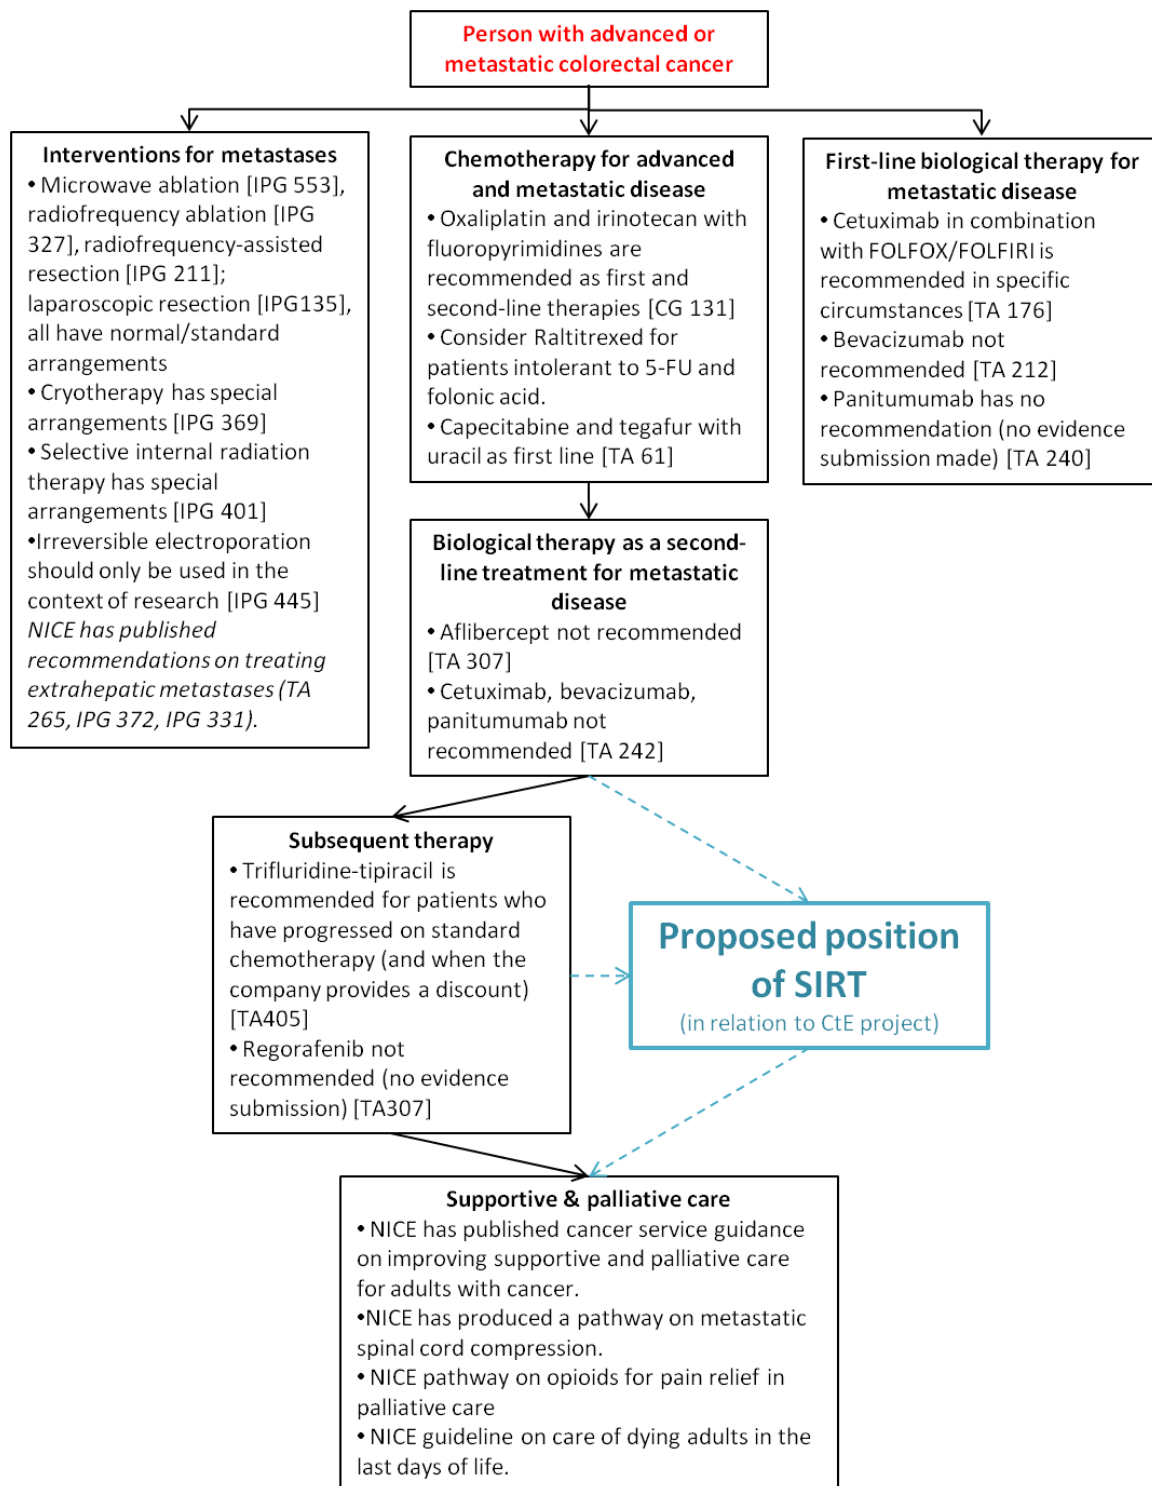 Person with advanced or
metastatic colorectal cancer
Interventions for metastases
• Microwave ablation [IPG 553],
radiofrequency ablation [IPG
327], radiofrequency-assisted
resection [IPG 211];
laparoscopic resection [IPG135],
all have normal/standard
arrangements
• Cryotherapy has special
arrangements [IPG 369]
• Selective internal radiation
therapy has special
arrangements [IPG 401]
•Irreversible electroporation
should only be used in the
context of research [IPG 445]
NICE has published
recommendations on treating
extrahepatic metastases (TA
265, IPG 372, IPG 331).
Chemotherapy for advanced
and metastatic disease
• Oxaliplatin and irinotecan with
fluoropyrimidines are
recommended as first and
second-line therapies [CG 131]
• Consider Raltitrexed for
patients intolerant to 5-FU and
folonic acid.
• Capecitabine and tegafur with
uracil as first line [TA 61]
First-line biological therapy for
metastatic disease
• Cetuximab in combination
with FOLFOX/FOLFIRI is
recommended in specific
circumstances [TA 176]
• Bevacizumab not
recommended [TA 212]
• Panitumumab has no
recommendation (no evidence
submission made) [TA 240]
Biological therapy as a second-
line treatment for metastatic
disease
• Aflibercept not recommended
[TA 307]
• Cetuximab, bevacizumab,
panitumumab not
recommended [TA 242]
Subsequent therapy
• Trifluridine-tipiracil is
recommended for patients who
have progressed on standard
chemotherapy (and when the
company provides a discount)
[TA405]
• Regorafenib not
recommended (no evidence
submission) [TA307]
Proposed position
of SIRT
(in relation to CtE project)
Supportive & palliative care
• NICE has published cancer service guidance
on improving supportive and palliative care
for adults with cancer.
•NICE has produced a pathway on metastatic
spinal cord compression.
• NICE pathway on opioids for pain relief in
palliative care
• NICE guideline on care of dying adults in the
last days of life.